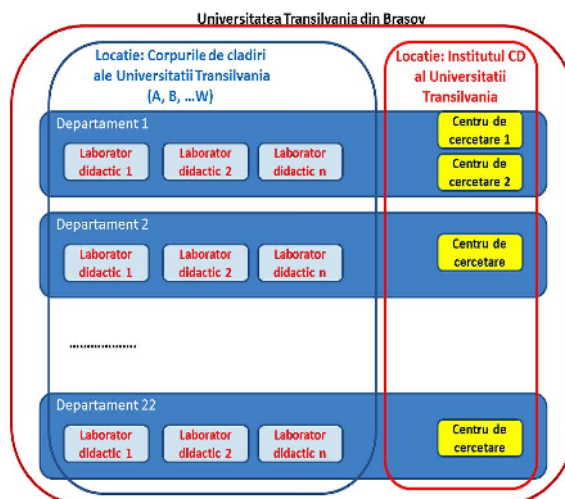 Universitatea Transilvania din Brasov
Locatie: Corpurile de cladiri
ale Universitatii Transilvania
(A, B, ...W)
Locatie: Institutul CD
al Universitatii
Transilvania
Departament 1
Laborator
didactic 1
Laborator
didactic 2
Laborator
didactic n
Centru de
cercetare 1
Centru de
cercetare 2
Departament 2
Laborator
didactic 1
Laborator
didactic 2
Laborator
didactic n
Centru de
cercetare
..................
Departament 22
Laborator
didactic 1
Laborator
didactic 2
Laborator
didactic n
Centru de
cercetare